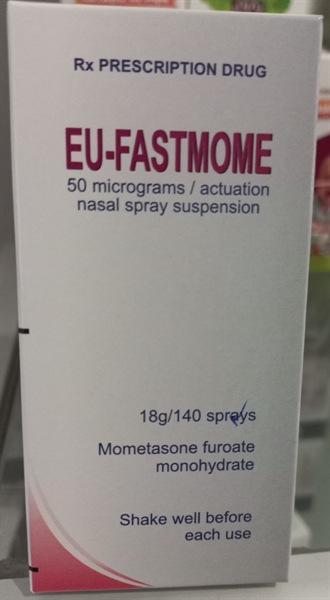 Rx PRESCRIPTION DRUG
EU-FASTMOME
50 micrograms / actuation
nasal spray suspension
18g/140 sprays
Mometasone furoate
monohydrate
Shake well before
each use